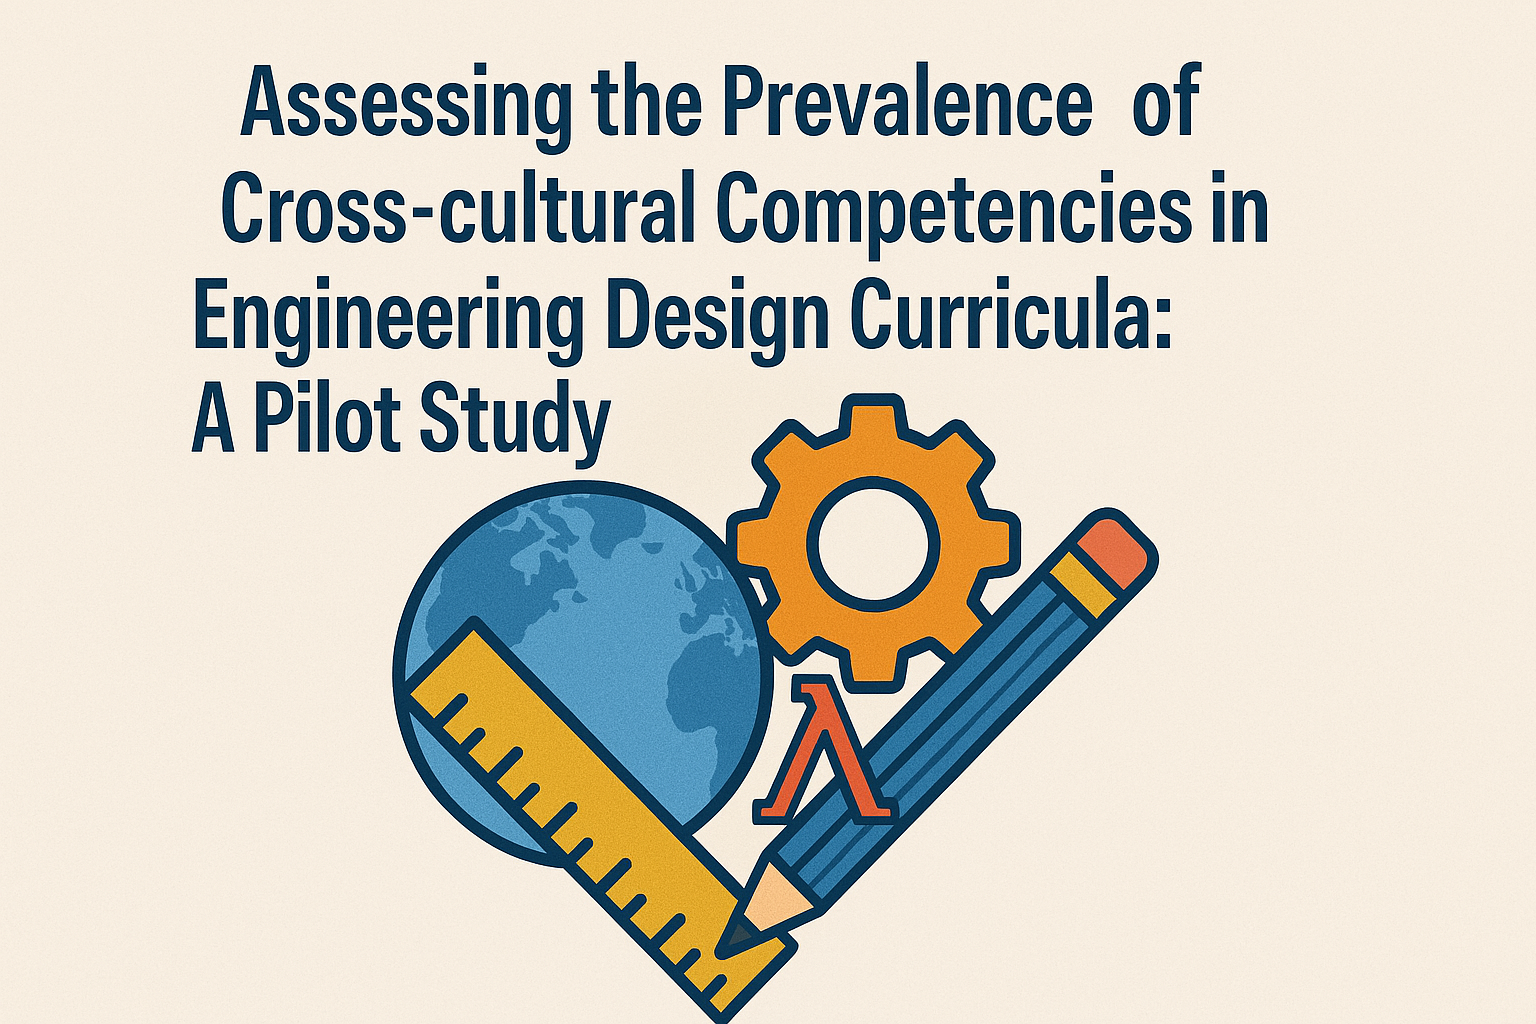 Assessing the Prevalence of
Cross-cultural Competencies in
Engineering Design Curricula:
A Pilot Study
λ